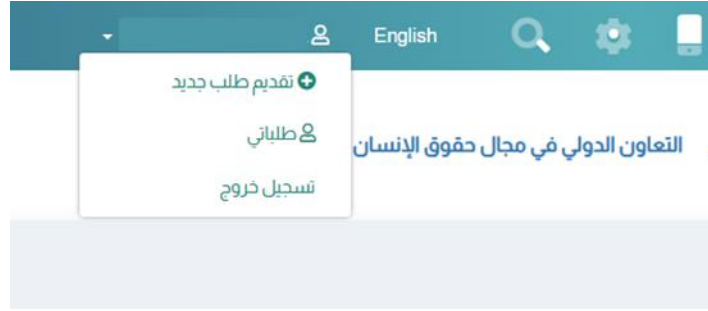 English
تقديم طلب جديد
طلباتي
تسجيل خروج
التعاون الدولي في مجال حقوق الإنسان